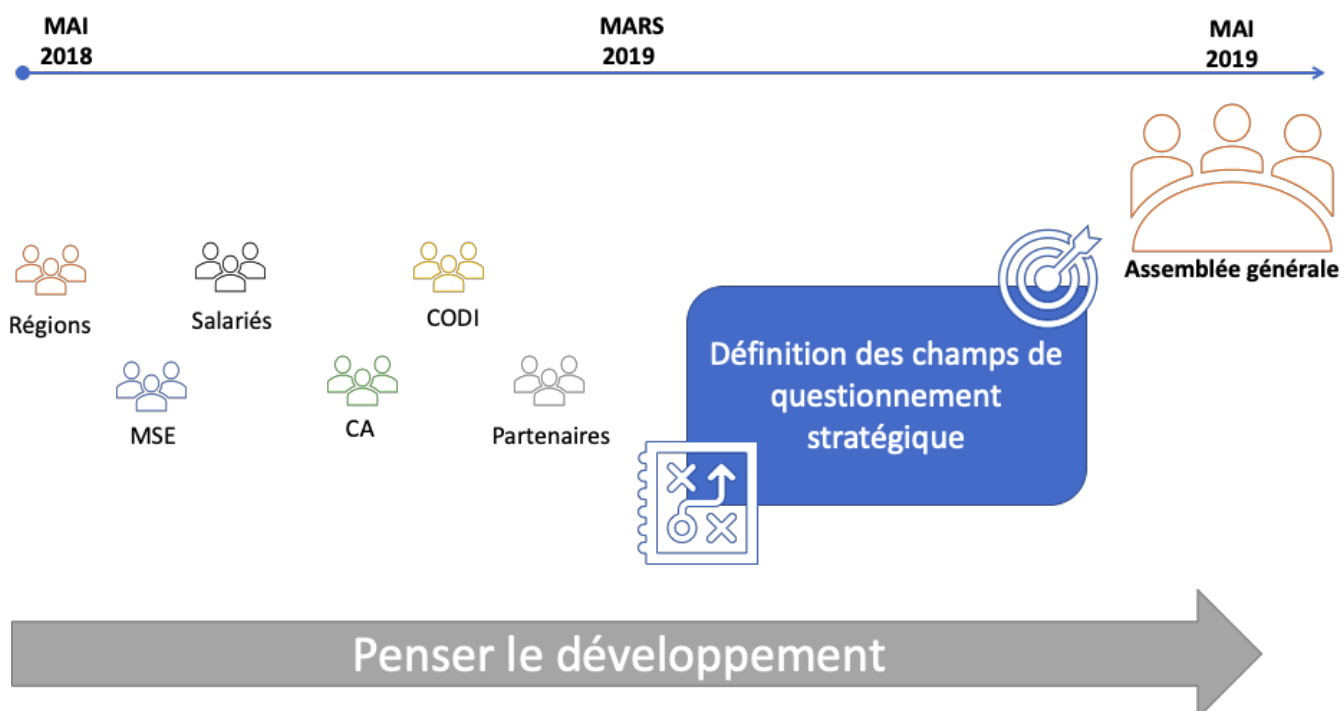 MAI
2018
MARS
2019
MAI
2019
Assemblée générale
Régions
Salariés
CODI
MSE
CA
Partenaires
Définition des champs de
questionnement
stratégique
Penser le développement